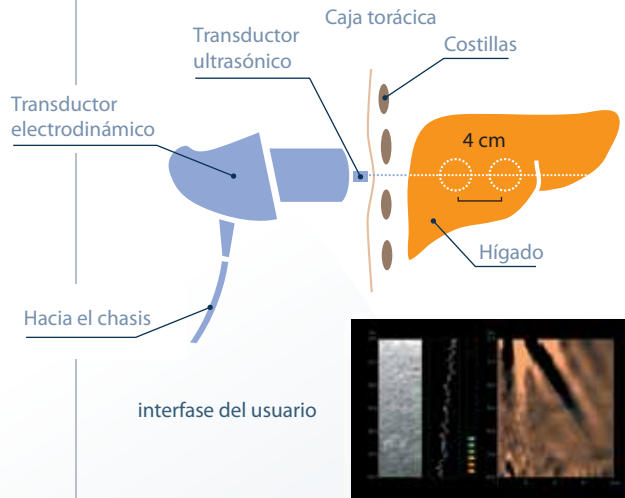 Caja torácica
Transductor
ultrasónico
Costillas
Transductor
electrodinámico
4 cm
Hígado
Hacia el chasis
interfase del usuario